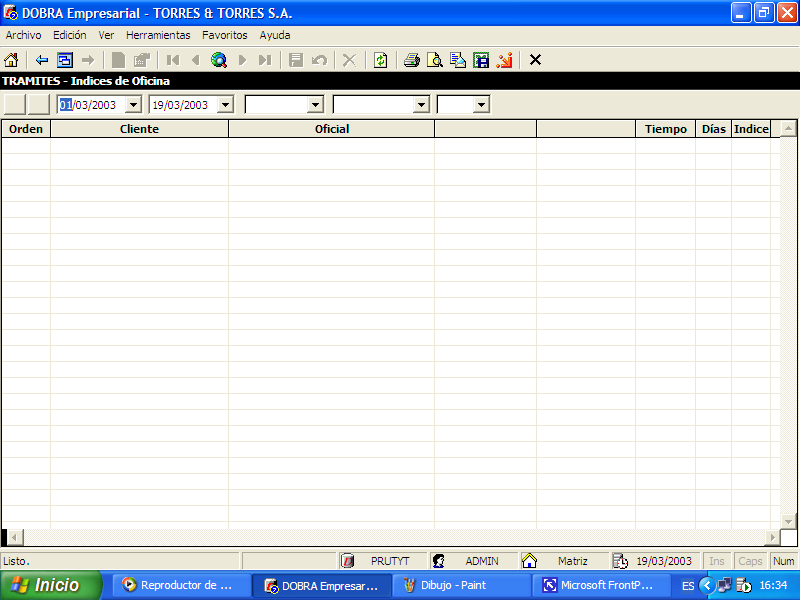 DOBRA Empresarial - TORRES & TORRES S.A.
Archivo Edición Ver Herramientas Favoritos Ayuda
TRAMITES - Indices de Oficina
01/03/2003 19/03/2003
Orden Cliente Oficial Tiempo Días Indice
Listo. PRUTYT ADMIN Matriz 19/03/2003 Ins Caps Num
Inicio Reproductor de ... DOBRA Empresar... Dibujo - Paint Microsoft FrontP... ES 16:34